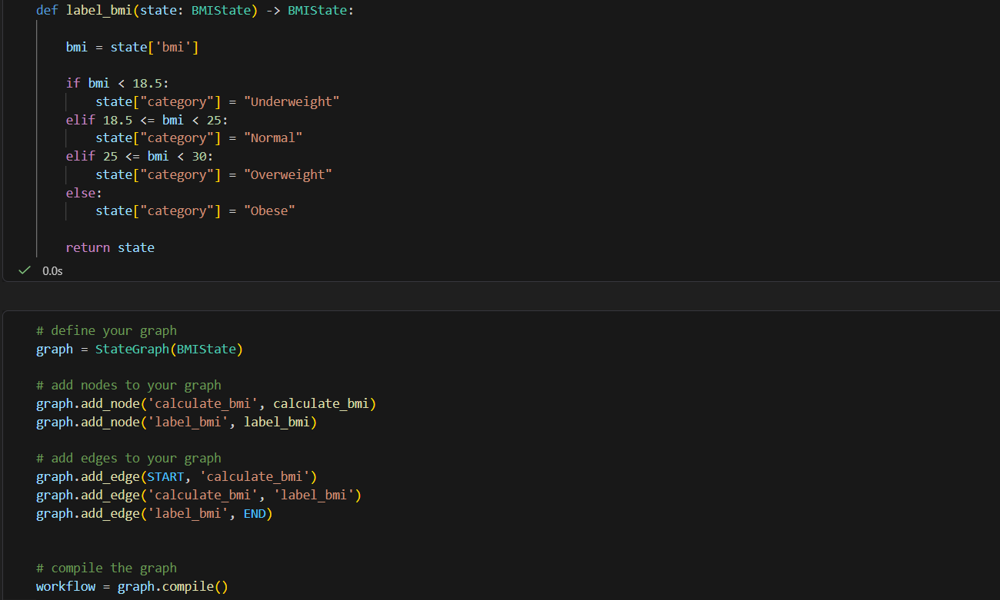 def label_bmi(state: BMIState) -> BMIState:
bmi = state['bmi']
if bmi < 18.5:
state["category"] = "Underweight"
elif 18.5 <= bmi < 25:
state["category"] = "Normal"
elif 25 <= bmi < 30:
state["category"] = "Overweight"
else:
state["category"] = "Obese"
return state
0.0s
# define your graph
graph = StateGraph(BMIState)
# add nodes to your graph
graph.add_node('calculate_bmi', calculate_bmi)
graph.add_node('label_bmi', label_bmi)
# add edges to your graph
graph.add_edge(START, 'calculate_bmi')
graph.add_edge('calculate_bmi', 'label_bmi')
graph.add_edge('label_bmi', END)
# compile the graph
workflow = graph.compile()